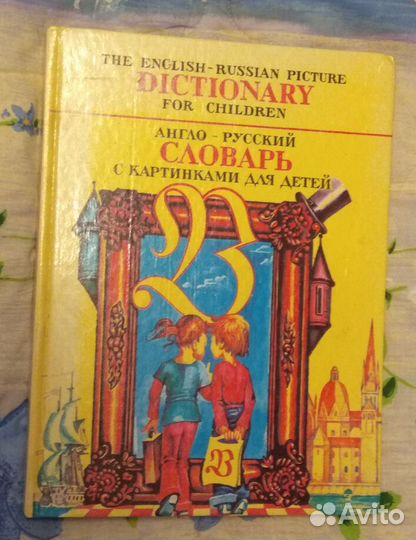 THE ENGLISH-RUSSIAN PICTURE
DICTIONARY
FOR CHILDREN
АНГЛО-РУССКИЙ
СЛОВАРЬ
С КАРТИНКАМИ ДЛЯ ДЕТЕЙ
B
B
Avito